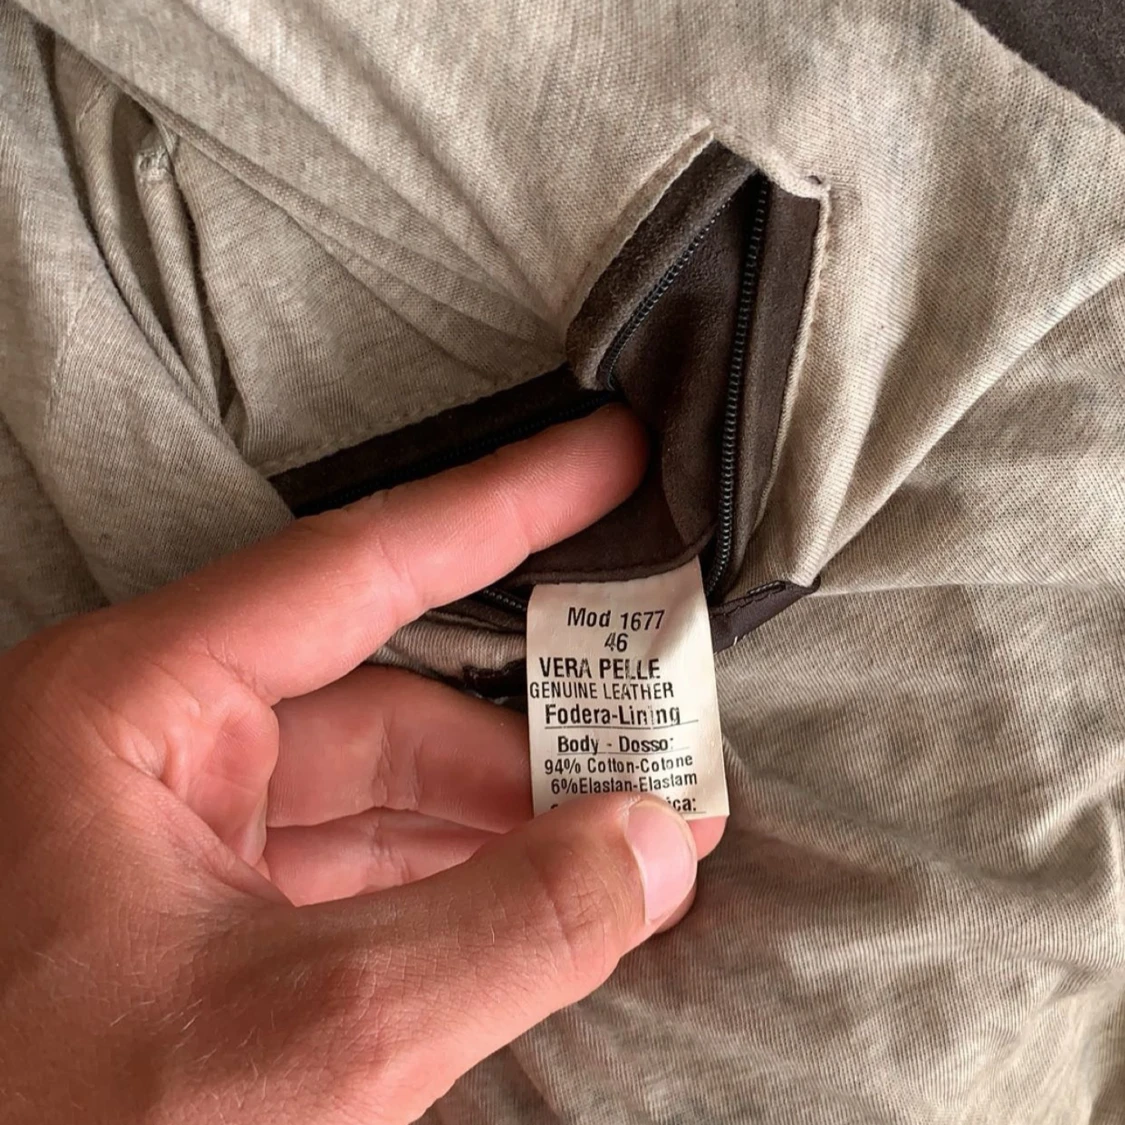 Mod 1677
46
VERA PELLE
GENUINE LEATHER
Fodera-Lining
Body - Dosso:
94% Cotton-Cotone
6%Elastan-Elastam